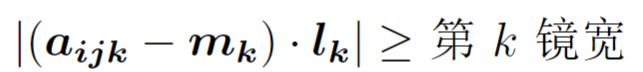 |(a_{ijk} − m_k) · l_k| ≥ 第 k 镜宽